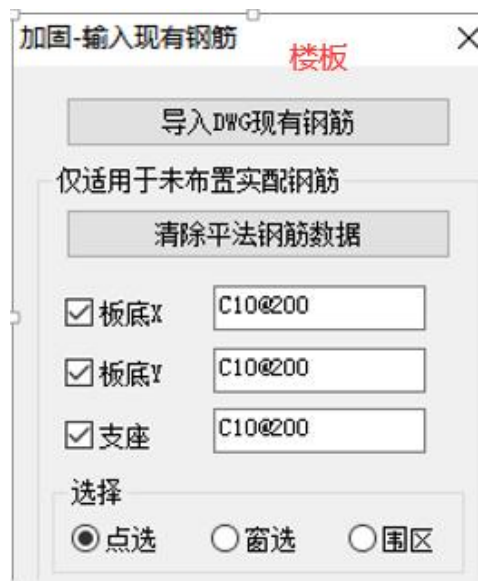 加固-输入现有钢筋
楼板
导入DWG现有钢筋
仅适用于未布置实配钢筋
清除平法钢筋数据
板底X C10@200
板底Y C10@200
支座 C10@200
选择
点选 窗选 围区